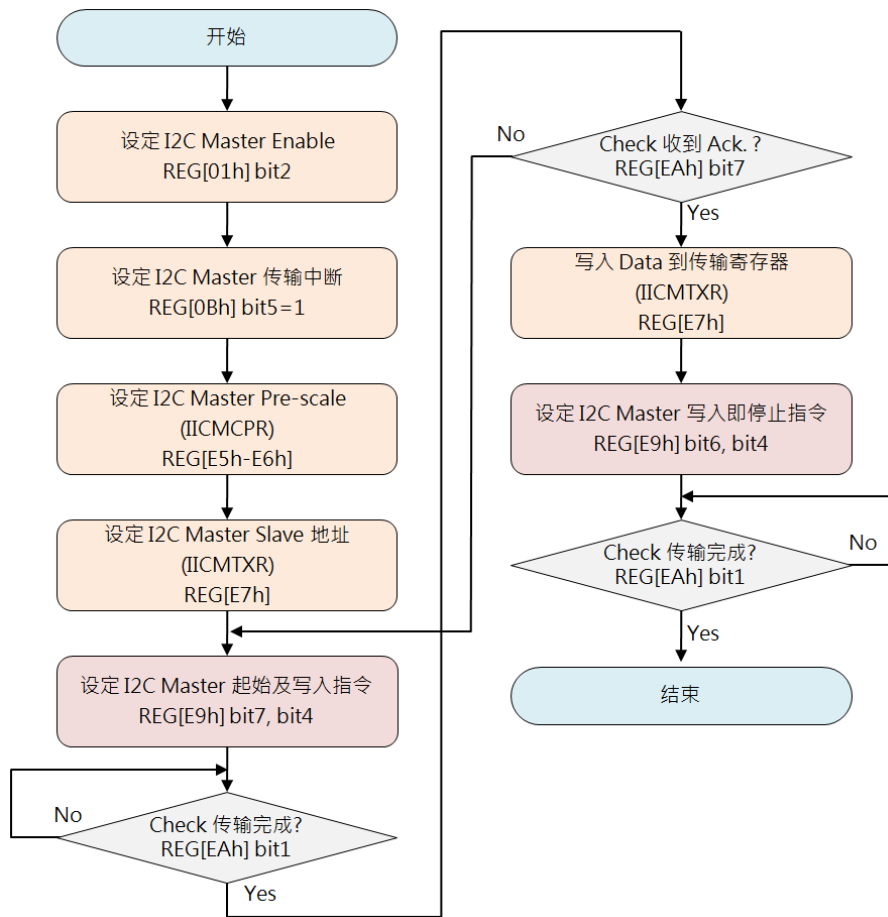 开始
设定 I2C Master Enable
REG[01h] bit2
设定 I2C Master 传输中断
REG[0Bh] bit5=1
设定 I2C Master Pre-scale
(IICMCPR)
REG[E5h-E6h]
设定 I2C Master Slave 地址
(IICMTXR)
REG[E7h]
设定 I2C Master 起始及写入指令
REG[E9h] bit7, bit4
No
Check 传输完成?
REG[EAh] bit1
Yes
No
Check 收到 Ack. ?
REG[EAh] bit7
Yes
写入 Data 到传输寄存器
(IICMTXR)
REG[E7h]
设定 I2C Master 写入即停止指令
REG[E9h] bit6, bit4
Check 传输完成?
REG[EAh] bit1
No
Yes
结束